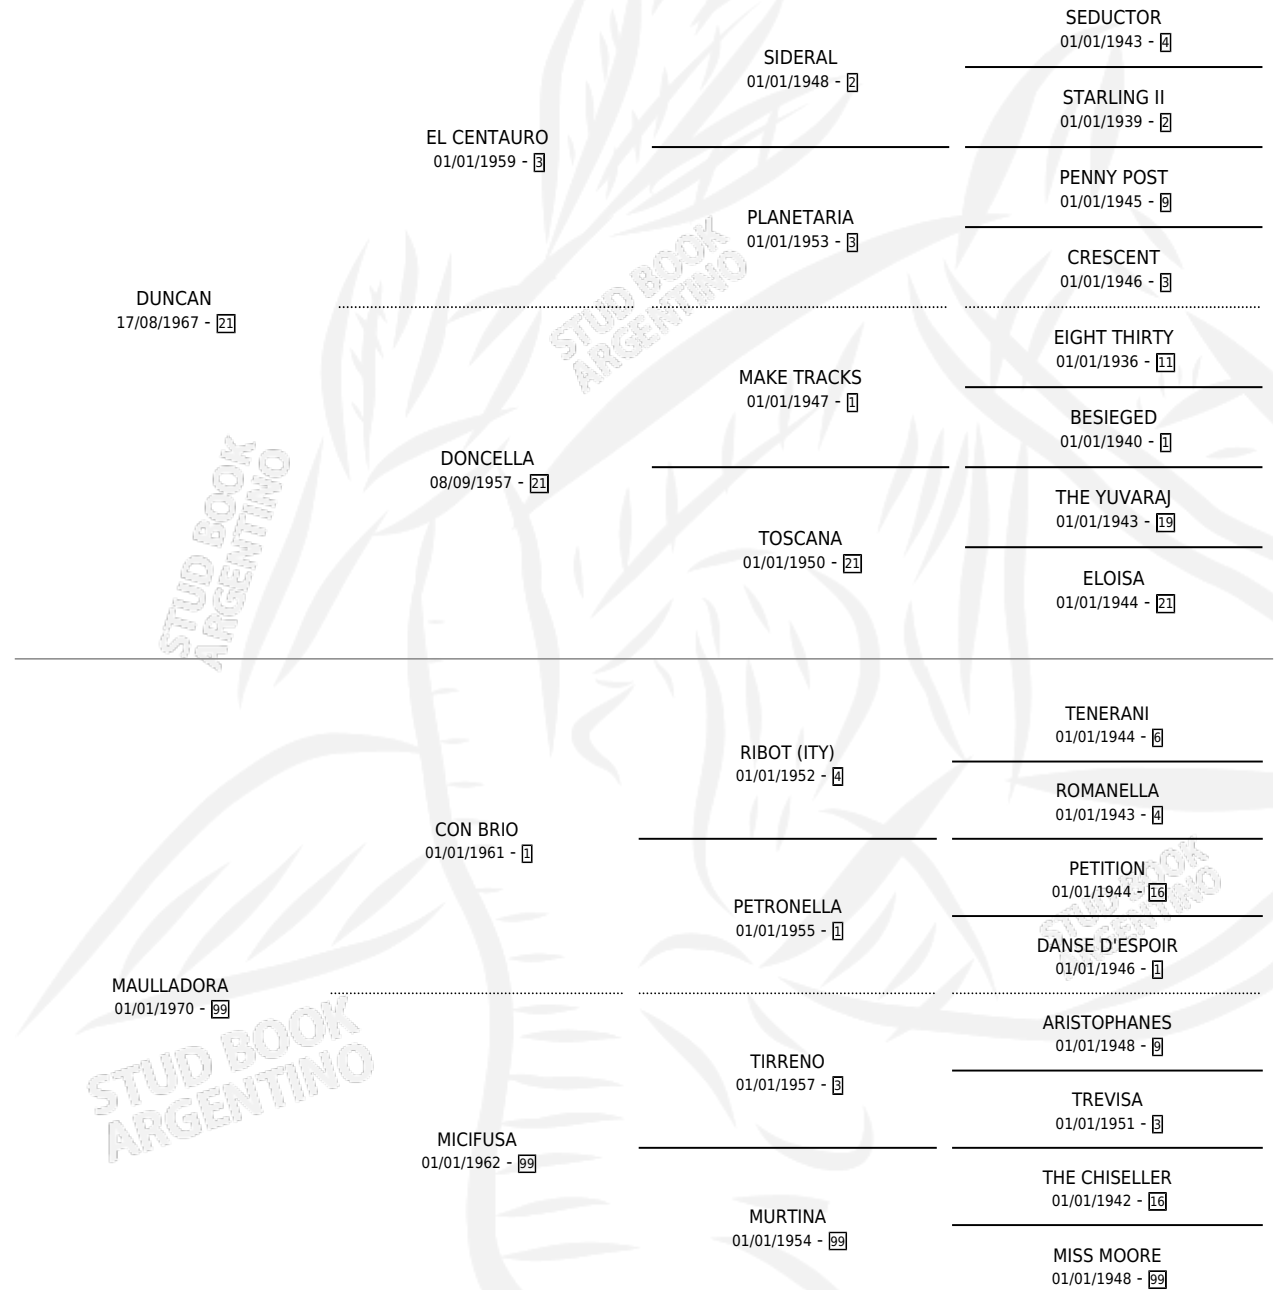 DUNCAN
17/08/1967 - 21
EL CENTAURO
01/01/1959 - 3
SIDERAL
01/01/1948 - 2
SEDUCTOR
01/01/1943 - 4
STARLING II
01/01/1939 - 2
PLANETARIA
01/01/1953 - 3
PENNY POST
01/01/1945 - 9
CRESCENT
01/01/1946 - 3
DONCELLA
08/09/1957 - 21
MAKE TRACKS
01/01/1947 - 1
EIGHT THIRTY
01/01/1936 - 11
BESIEGED
01/01/1940 - 1
TOSCANA
01/01/1950 - 21
THE YUVARAJ
01/01/1943 - 19
ELOISA
01/01/1944 - 21
MAULLADORA
01/01/1970 - 99
CON BRIO
01/01/1961 - 1
RIBOT (ITY)
01/01/1952 - 4
TENERANI
01/01/1944 - 6
ROMANELLA
01/01/1943 - 4
PETRONELLA
01/01/1955 - 1
PETITION
01/01/1944 - 16
DANSE D'ESPOIR
01/01/1946 - 1
MICIFUSA
01/01/1962 - 99
TIRRENO
01/01/1957 - 3
ARISTOPHANES
01/01/1948 - 9
TREVISA
01/01/1951 - 3
MURTINA
01/01/1954 - 99
THE CHISELLER
01/01/1942 - 16
MISS MOORE
01/01/1948 - 99
STUD BOOK
ARGENTINO
STUD BOOK
ARGENTINO
STUD BOOK
ARGENTINO
STUD BOOK
ARGENTINO